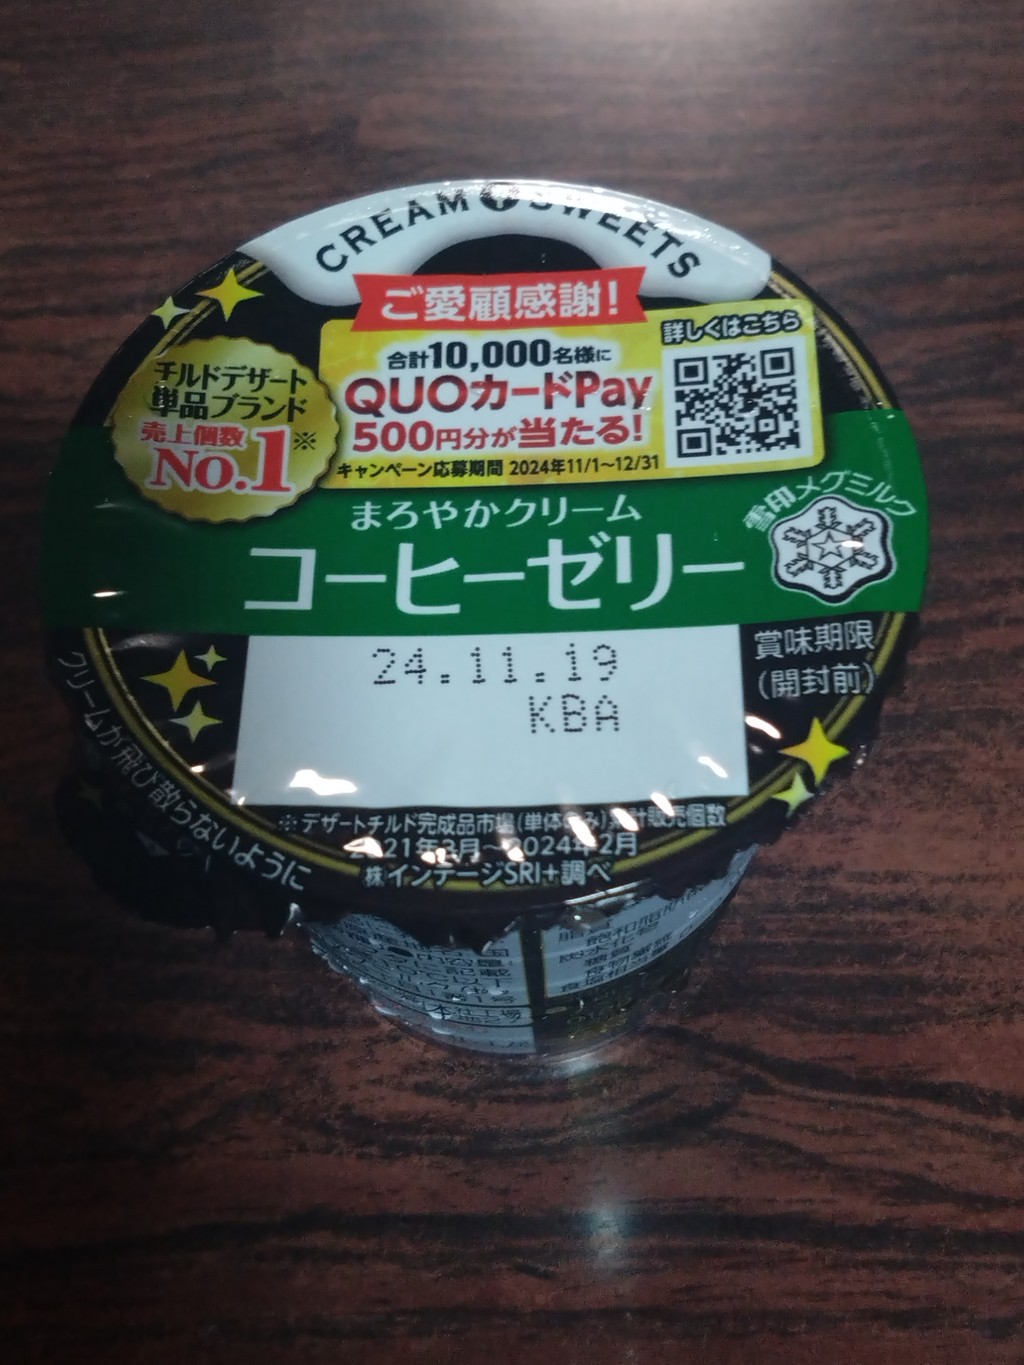 CREAM SWEETS
ご愛顧感謝!
合計10,000名様に
QUOカードPay
500円分が当たる!
キャンペーン応募期間 2024年11/1~12/31
詳しくはこちら
チルドデザート
単品ブランド
売上個数
No.1※
まろやかクリーム
コーヒーゼリー
雪印メグミルク
24.11.19
KBA
賞味期限
(開封前)
クリームが飛び散らないように
※デザートチルド完成品市場(単体のみ)累計販売個数
2021年3月~2024年2月
株インテージSRI+調べ